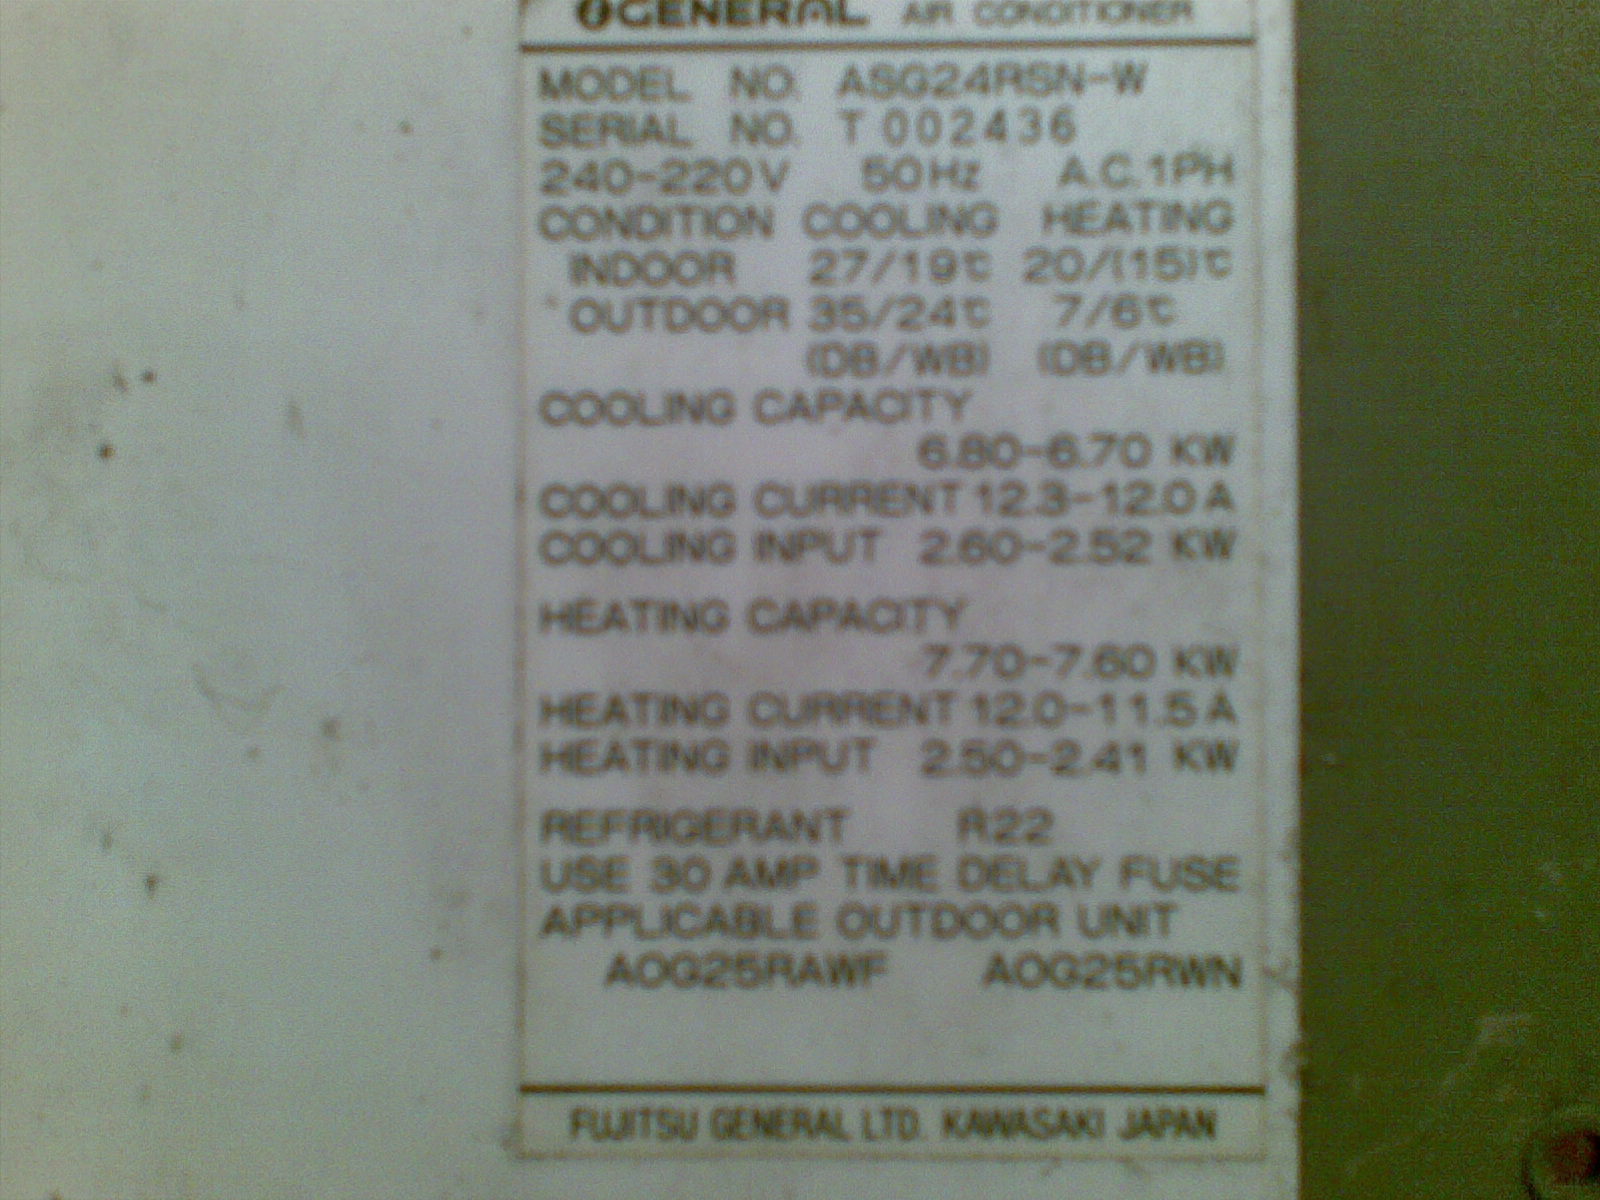 GENERAL AIR CONDITIONER
MODEL NO. ASG24RSN-W
SERIAL NO. T 002436
240-220V 50Hz A.C.1PH
CONDITION COOLING HEATING
INDOOR 27/19℃ 20/(15)℃
OUTDOOR 35/24℃ 7/6℃
(DB/WB) (DB/WB)
COOLING CAPACITY
6.80-6.70 KW
COOLING CURRENT 12.3-12.0 A
COOLING INPUT 2.60-2.52 KW
HEATING CAPACITY
7.70-7.60 KW
HEATING CURRENT 12.0-11.5 A
HEATING INPUT 2.50-2.41 KW
REFRIGERANT R22
USE 30 AMP TIME DELAY FUSE
APPLICABLE OUTDOOR UNIT
AOG25RAWF AOG25RWN
FUJITSU GENERAL LTD. KAWASAKI JAPAN